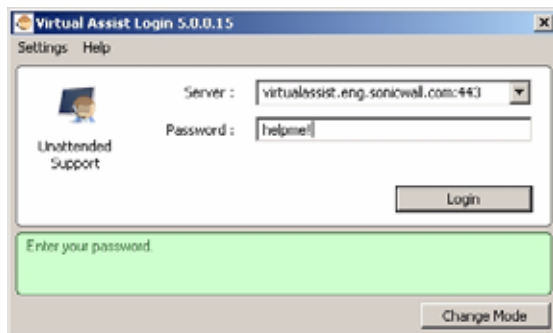 Virtual Assist Login 5.0.0.15
Settings Help
Server : virtualassist.eng.sonicwall.com:443
Password : helpme!
Unattended
Support
Login
Enter your password.
Change Mode